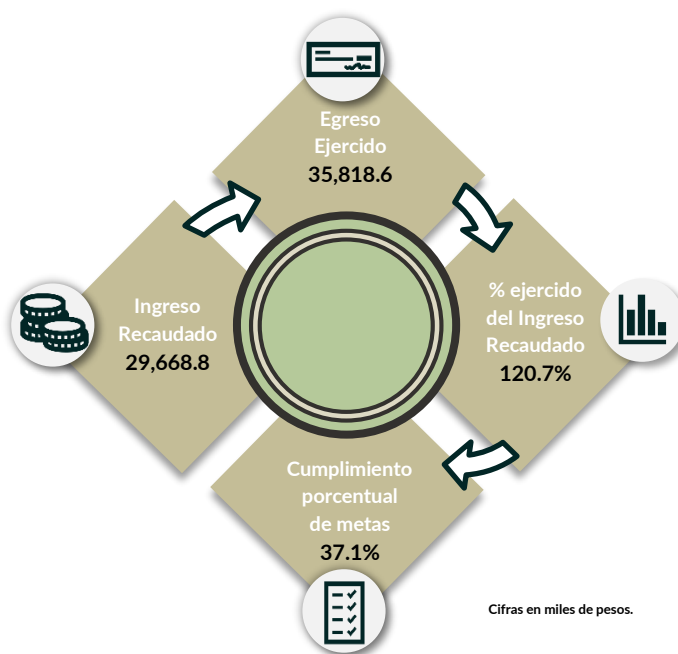 Egreso
Ejercido
35,818.6
Ingreso
Recaudado
29,668.8
% ejercido
del Ingreso
Recaudado
120.7%
Cumplimiento
porcentual
de metas
37.1%
Cifras en miles de pesos.